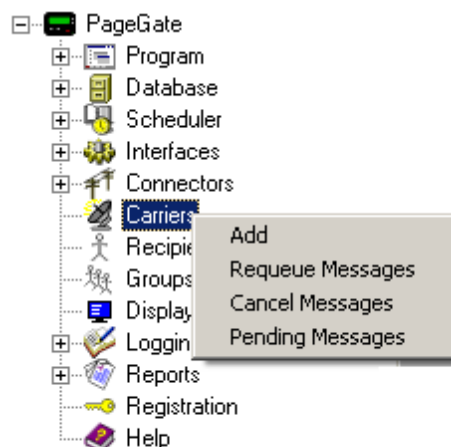 PageGate
Program
Database
Scheduler
Interfaces
Connectors
Carriers
Add
Recipie
Requeue Messages
Groups
Cancel Messages
Display
Pending Messages
Loggin
Reports
Registration
Help